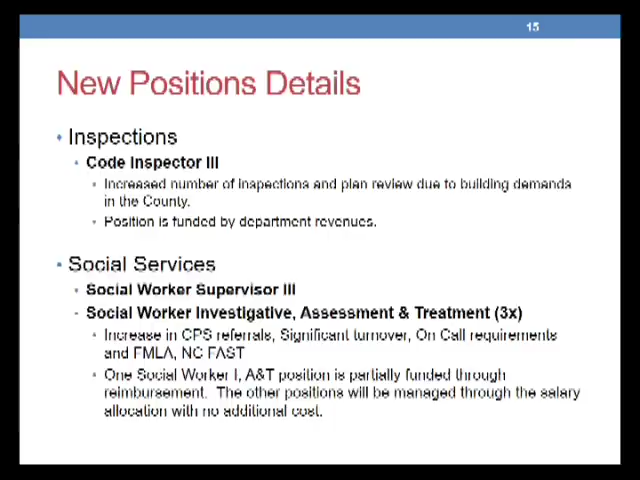 15
New Positions Details
Inspections
Code Inspector III
Increased number of inspections and plan review due to building demands
in the County.
Position is funded by department revenues.
Social Services
Social Worker Supervisor III
Social Worker Investigative, Assessment & Treatment (3x)
Increase in CPS referrals, Significant turnover, On Call requirements
and FMLA, NC FAST
One Social Worker I, A&T position is partially funded through
reimbursement. The other positions will be managed through the salary
allocation with no additional cost.